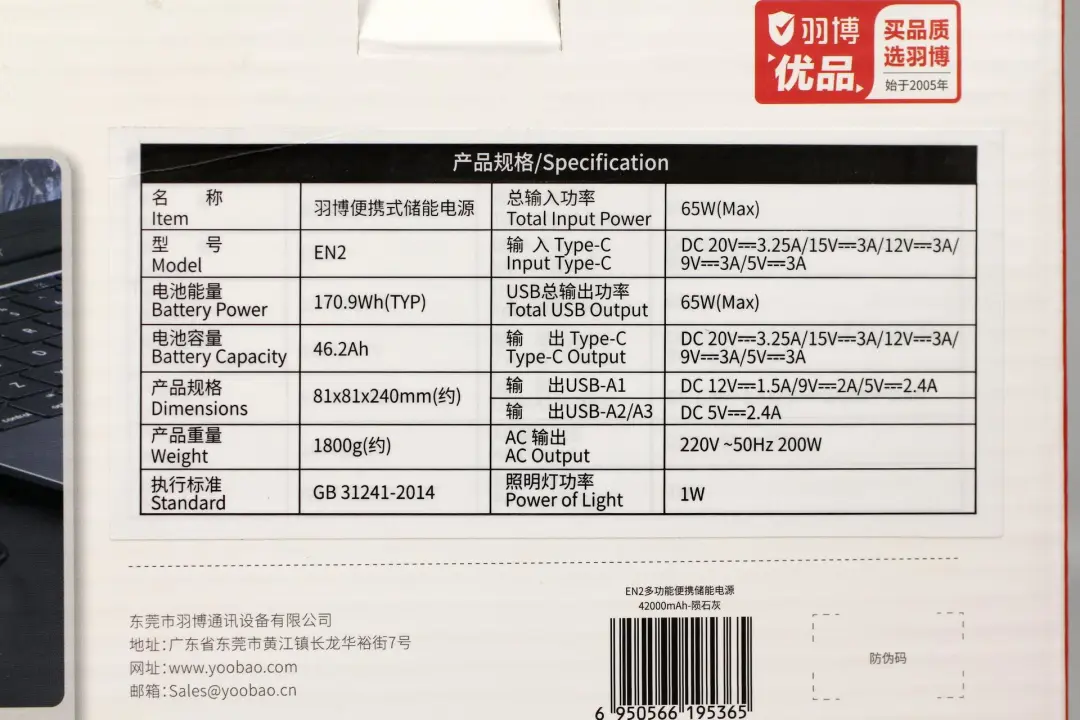 羽博
优品
买品质
选羽博
始于2005年
产品规格/Specification
名 称
Item
羽博便携式储能电源
总输入功率
Total Input Power
65W(Max)
型 号
Model
EN2
输 入 Type-C
Input Type-C
DC 20V⎓3.25A/15V⎓3A/12V⎓3A/
9V⎓3A/5V⎓3A
电池能量
Battery Power
170.9Wh(TYP)
USB总输出功率
Total USB Output
65W(Max)
电池容量
Battery Capacity
46.2Ah
输 出 Type-C
Type-C Output
DC 20V⎓3.25A/15V⎓3A/12V⎓3A/
9V⎓3A/5V⎓3A
产品规格
Dimensions
81x81x240mm(约)
输 出USB-A1
DC 12V⎓1.5A/9V⎓2A/5V⎓2.4A
输 出USB-A2/A3
DC 5V⎓2.4A
产品重量
Weight
1800g(约)
AC 输出
AC Output
220V ~50Hz 200W
执行标准
Standard
GB 31241-2014
照明灯功率
Power of Light
1W
东莞市羽博通讯设备有限公司
地址:广东省东莞市黄江镇长龙华裕街7号
网址:www.yoobao.com
邮箱:Sales@yoobao.cn
EN2多功能便携储能电源
42000mAh-陨石灰
6 950566 195365
防伪码